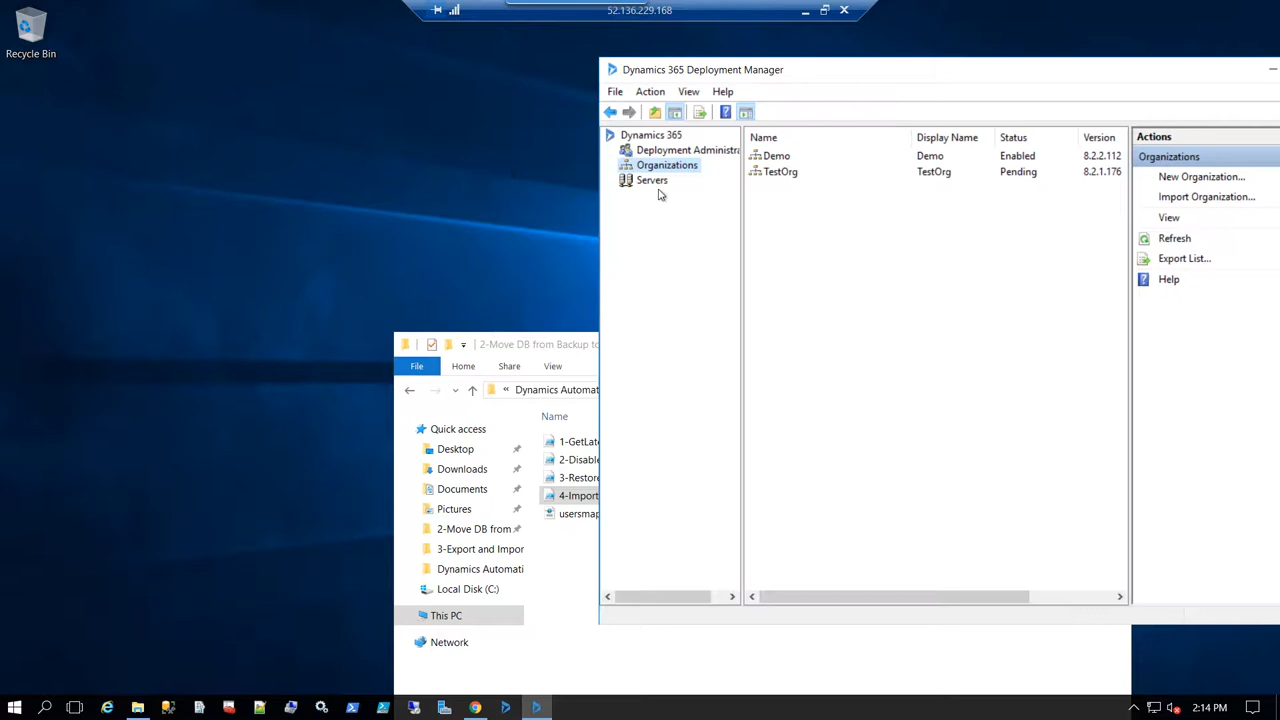 52.136.229.168
Recycle Bin
Dynamics 365 Deployment Manager
File Action View Help
Dynamics 365
Deployment Administra
Organizations
Servers
Name Display Name Status Version
Demo Demo Enabled 8.2.2.112
TestOrg TestOrg Pending 8.2.1.176
Actions
Organizations
New Organization...
Import Organization...
View
Refresh
Export List...
Help
2-Move DB from Backup to
File Home Share View
« Dynamics Automat
Name
Quick access
Desktop
Downloads
Documents
Pictures
2-Move DB from
3-Export and Impor
Dynamics Automati
Local Disk (C:)
This PC
Network
1-GetLate
2-Disable
3-Restore
4-Import
usersmap
2:14 PM